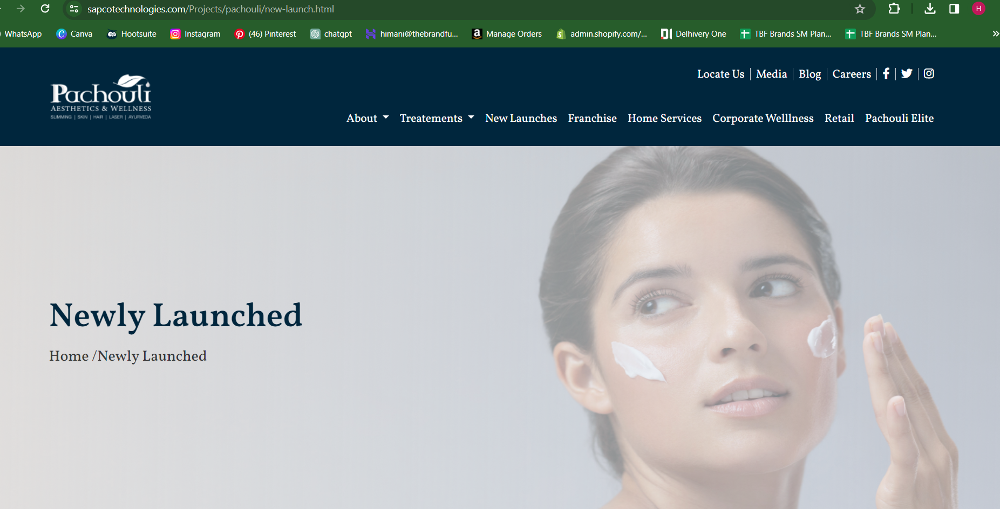 sapcotechnologies.com/Projects/pachouli/new-launch.html
H
WhatsApp Canva Hootsuite Instagram (46) Pinterest chatgpt himani@thebrandfu... Manage Orders admin.shopify.com/... Delhivery One TBF Brands SM Plan... TBF Brands SM Plan...
Locate Us Media Blog Careers
Pachouli
AESTHETICS & WELLNESS
SLIMMING | SKIN | HAIR | LASER | AYURVEDA
About Treatements New Launches Franchise Home Services Corporate Welllness Retail Pachouli Elite
Newly Launched
Home /Newly Launched